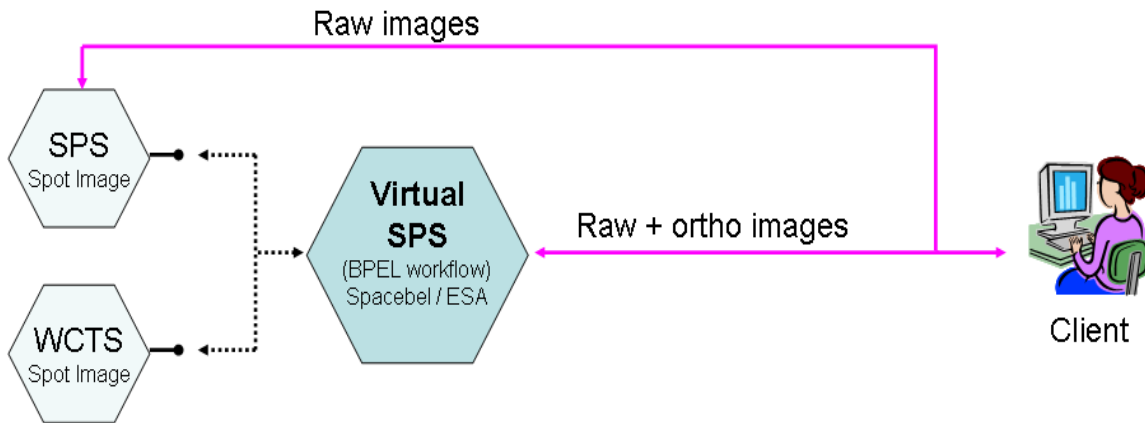 Raw images
SPS
Spot Image
Virtual
SPS
(BPEL workflow)
Spacebel / ESA
Raw + ortho images
WCTS
Spot Image
Client